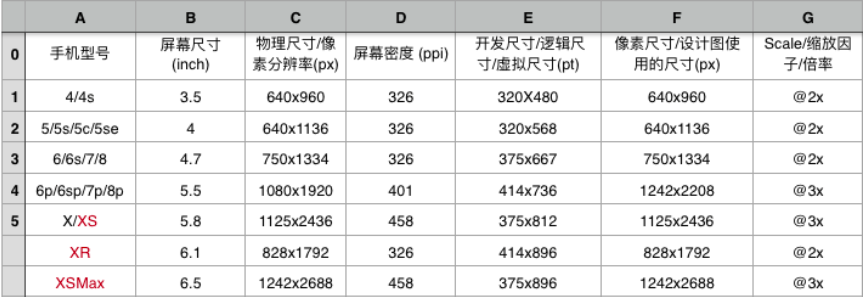 A B C D E F G
0 手机型号 屏幕尺寸 (inch) 物理尺寸/像素分辨率(px) 屏幕密度 (ppi) 开发尺寸/逻辑尺寸/虚拟尺寸(pt) 像素尺寸/设计图使用的尺寸(px) Scale/缩放因子/倍率
1 4/4s 3.5 640x960 326 320X480 640x960 @2x
2 5/5s/5c/5se 4 640x1136 326 320x568 640x1136 @2x
3 6/6s/7/8 4.7 750x1334 326 375x667 750x1334 @2x
4 6p/6sp/7p/8p 5.5 1080x1920 401 414x736 1242x2208 @3x
5 X/XS 5.8 1125x2436 458 375x812 1125x2436 @3x
XR 6.1 828x1792 326 414x896 828x1792 @2x
XSMax 6.5 1242x2688 458 375x896 1242x2688 @3x